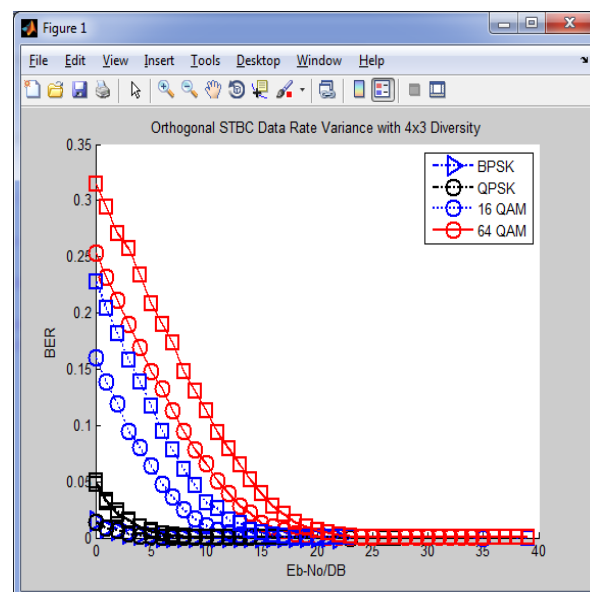 Figure 1
File Edit View Insert Tools Desktop Window Help
Orthogonal STBC Data Rate Variance with 4x3 Diversity
BPSK
QPSK
16 QAM
64 QAM
0.35
0.3
0.25
0.2
0.15
0.1
0.05
0
BER
0 5 10 15 20 25 30 35 40
Eb-No/DB